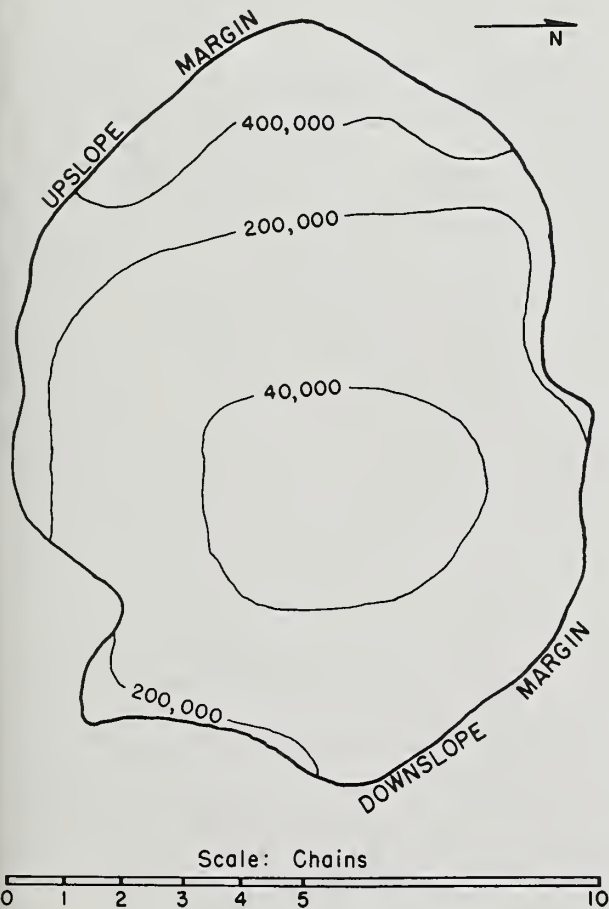 N
UPSLOPE MARGIN
400,000
200,000
40,000
200,000
DOWNSLOPE MARGIN
Scale: Chains
0 1 2 3 4 5 10